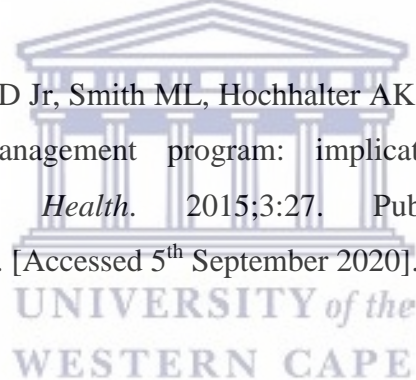 D Jr, Smith ML, Hochhalter AK
anagement program: implicat
Health. 2015;3:27. Pub
. [Accessed 5th September 2020].
UNIVERSITY of the
WESTERN CAPE